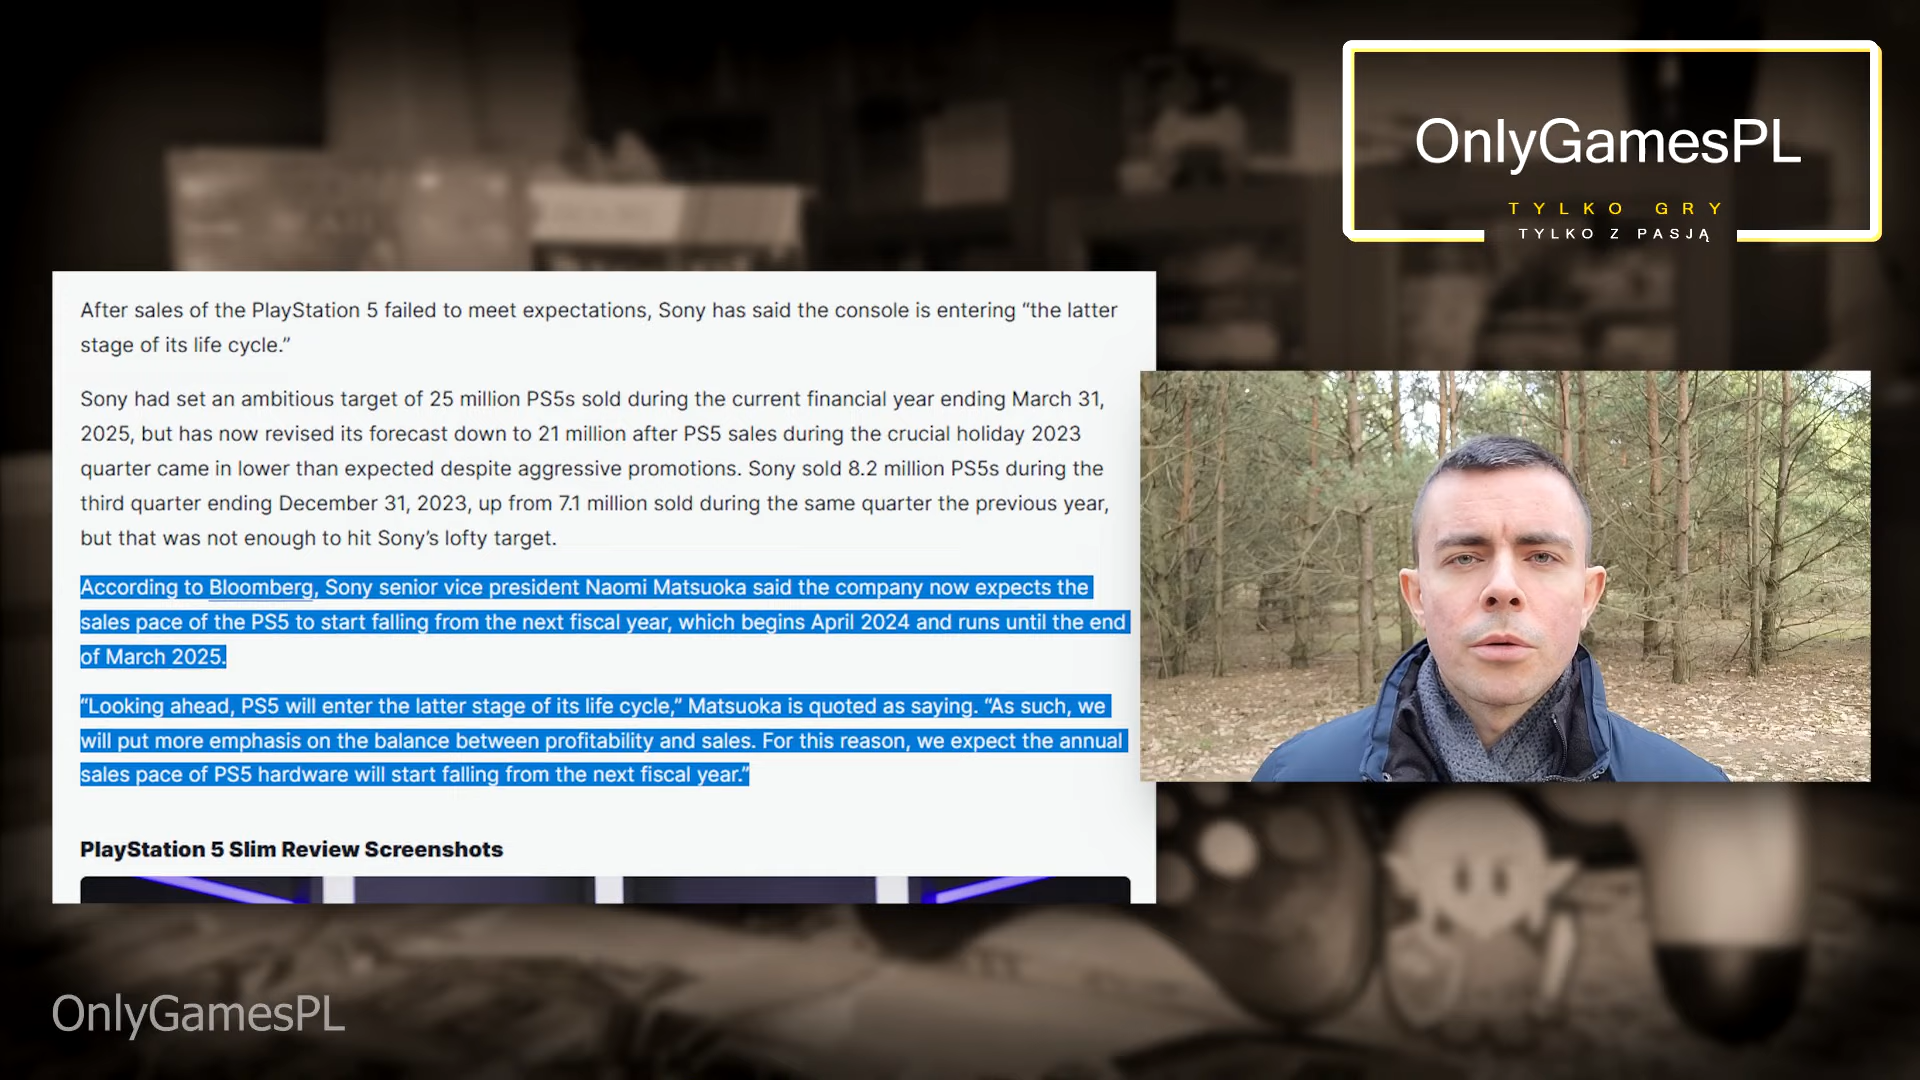 OnlyGamesPL
TYLKO GRY
TYLKO Z PASJĄ
After sales of the PlayStation 5 failed to meet expectations, Sony has said the console is entering “the latter
stage of its life cycle.”
Sony had set an ambitious target of 25 million PS5s sold during the current financial year ending March 31,
2025, but has now revised its forecast down to 21 million after PS5 sales during the crucial holiday 2023
quarter came in lower than expected despite aggressive promotions. Sony sold 8.2 million PS5s during the
third quarter ending December 31, 2023, up from 7.1 million sold during the same quarter the previous year,
but that was not enough to hit Sony’s lofty target.
According to Bloomberg, Sony senior vice president Naomi Matsuoka said the company now expects the
sales pace of the PS5 to start falling from the next fiscal year, which begins April 2024 and runs until the end
of March 2025.
“Looking ahead, PS5 will enter the latter stage of its life cycle,” Matsuoka is quoted as saying. “As such, we
will put more emphasis on the balance between profitability and sales. For this reason, we expect the annual
sales pace of PS5 hardware will start falling from the next fiscal year.”
PlayStation 5 Slim Review Screenshots
OnlyGamesPL